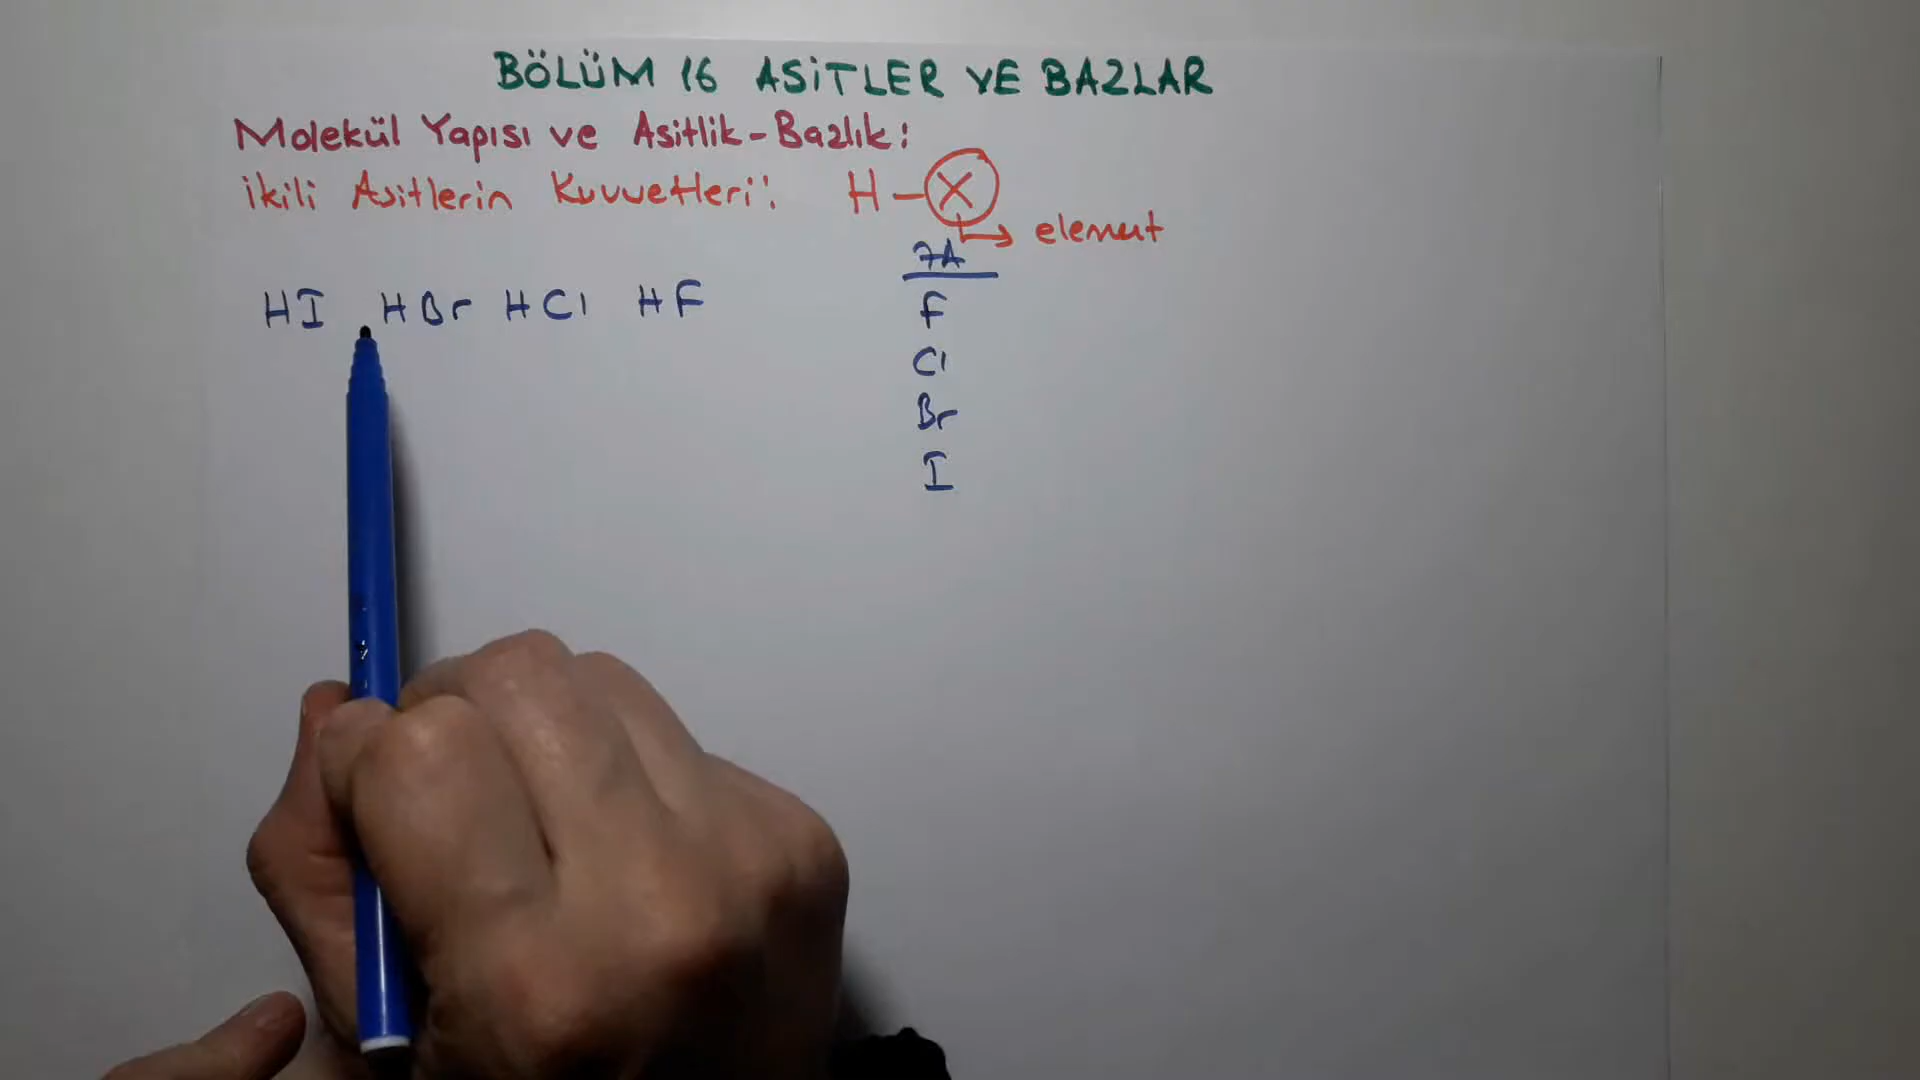 BÖLÜM 16 ASİTLER VE BAZLAR
Molekül Yapısı ve Asitlik-Bazlık:
İkili Asitlerin Kuvvetleri: H-X
element
7A
HI HBr HCl HF
F
Cl
Br
I